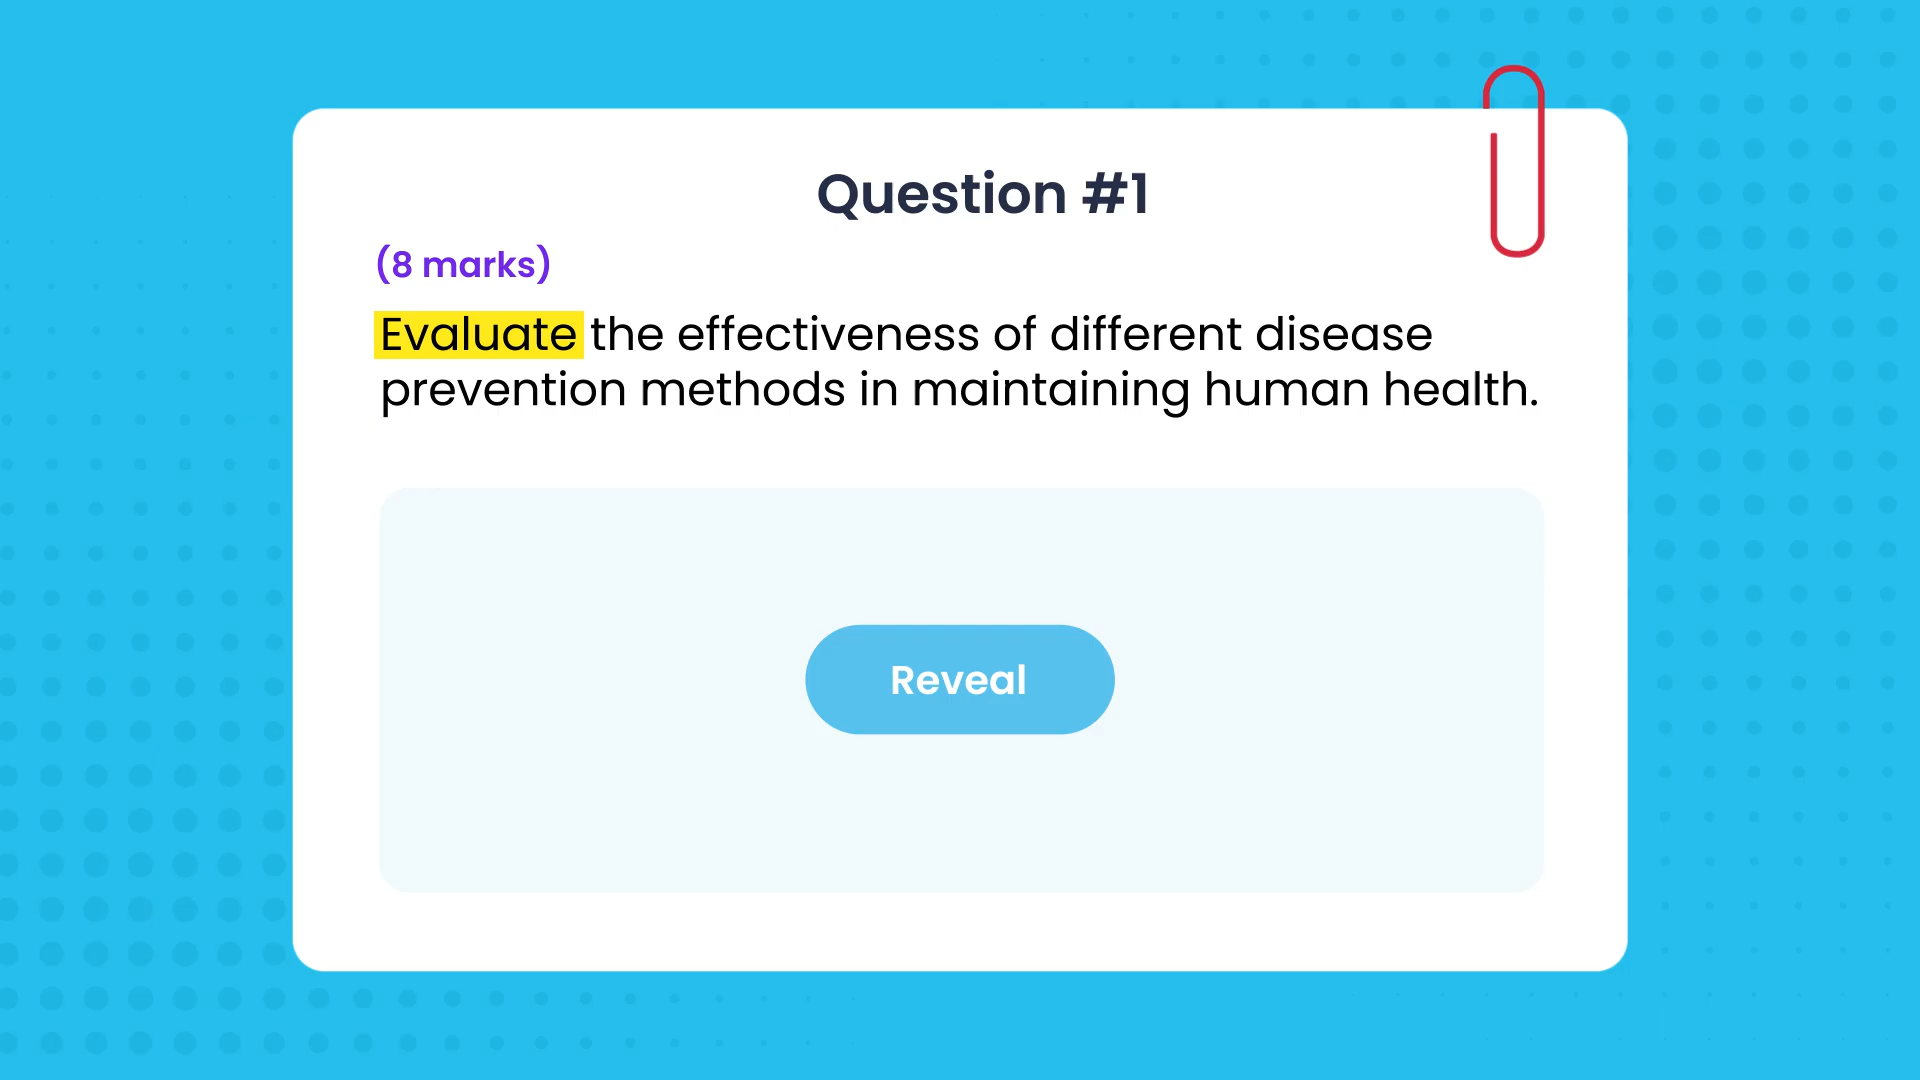 Question #1
(8 marks)
Evaluate the effectiveness of different disease
prevention methods in maintaining human health.
Reveal